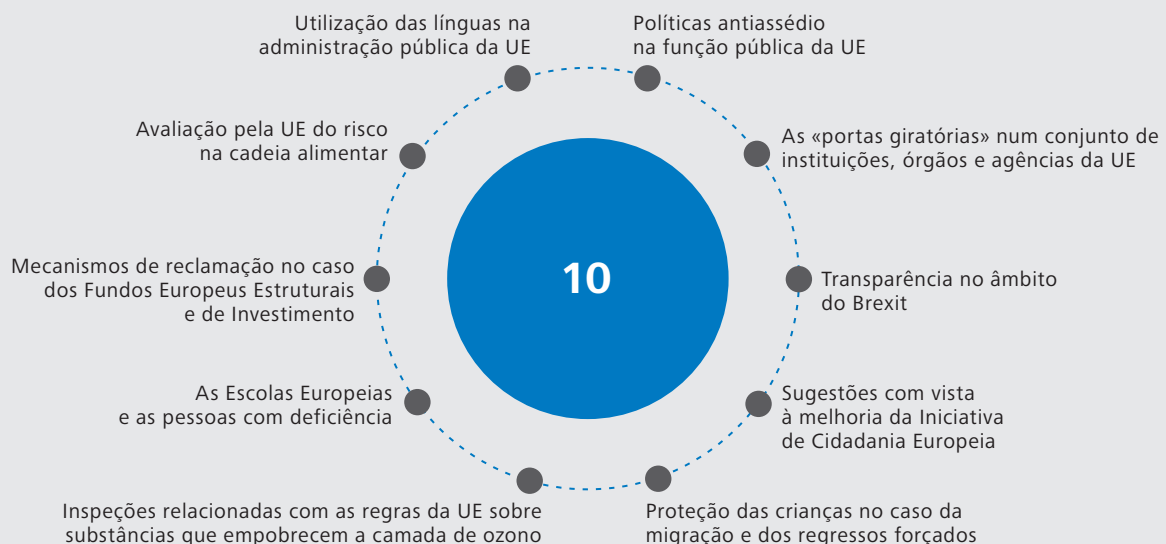 Utilização das línguas na
administração pública da UE
Políticas antiassédio
na função pública da UE
As «portas giratórias» num conjunto de
instituições, órgãos e agências da UE
Transparência no âmbito
do Brexit
Sugestões com vista
à melhoria da Iniciativa
de Cidadania Europeia
Proteção das crianças no caso da
migração e dos regressos forçados
Inspeções relacionadas com as regras da UE sobre
substâncias que empobrecem a camada de ozono
As Escolas Europeias
e as pessoas com deficiência
Mecanismos de reclamação no caso
dos Fundos Europeus Estruturais
e de Investimento
Avaliação pela UE do risco
na cadeia alimentar
10